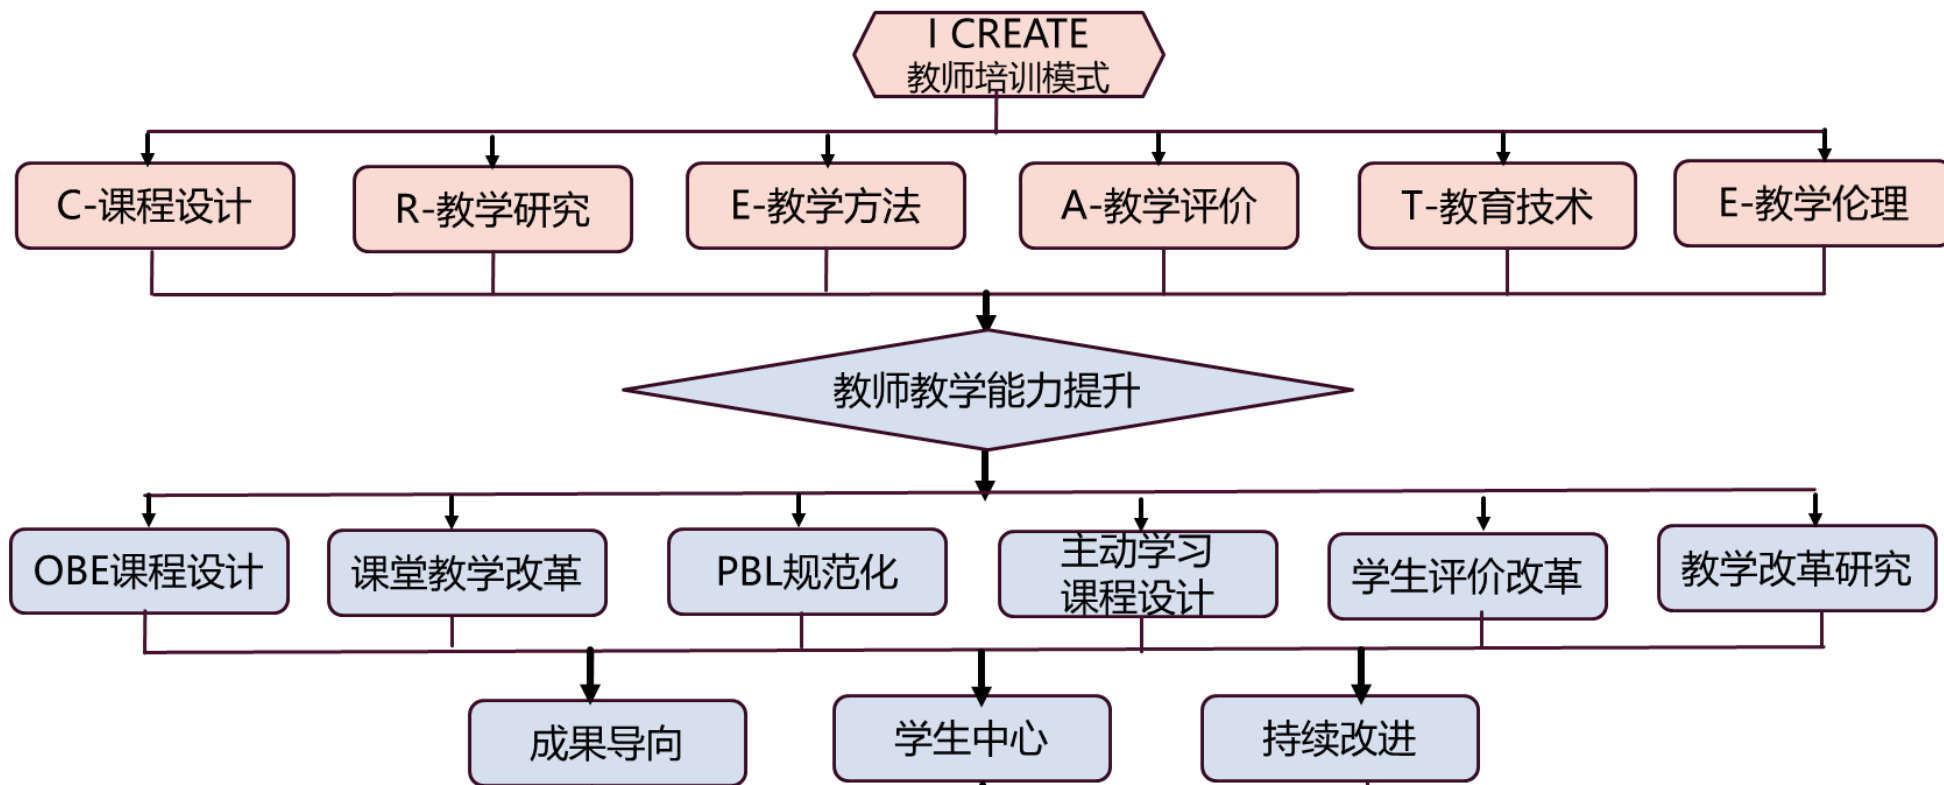 I CREATE
教师培训模式
C-课程设计
R-教学研究
E-教学方法
A-教学评价
T-教育技术
E-教学伦理
教师教学能力提升
OBE课程设计
课堂教学改革
PBL规范化
主动学习
课程设计
学生评价改革
教学改革研究
成果导向
学生中心
持续改进